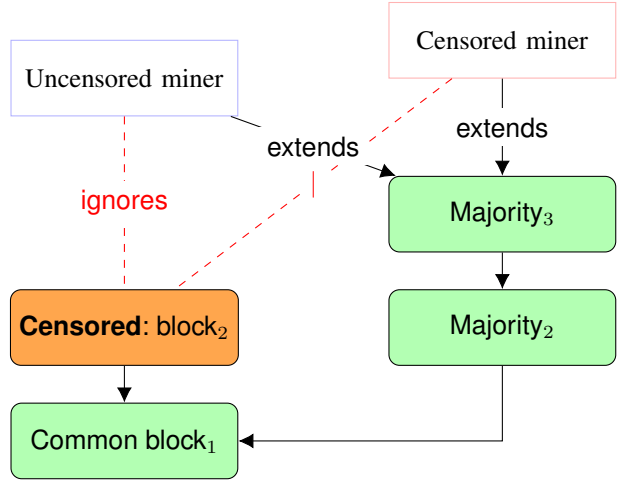 Censored miner
Uncensored miner
extends
extends
ignores
Majority₃
Censored: block₂
Majority₂
Common block₁